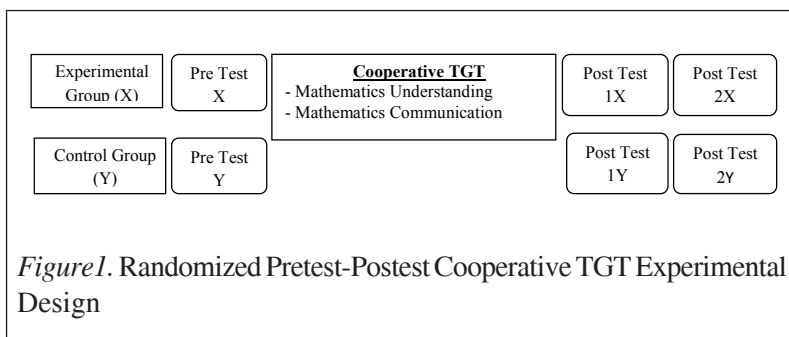 Experimental
Group (X)
Pre Test
X
Cooperative TGT
- Mathematics Understanding
- Mathematics Communication
Post Test
1X
Post Test
2X
Control Group
(Y)
Pre Test
Y
Post Test
1Y
Post Test
2Y
Figure1. Randomized Pretest-Postest Cooperative TGT Experimental
Design